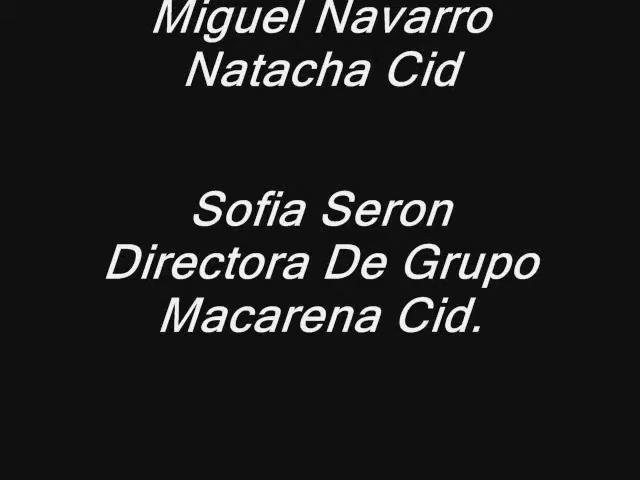 Miguel Navarro
Natacha Cid
Sofia Seron
Directora De Grupo
Macarena Cid.